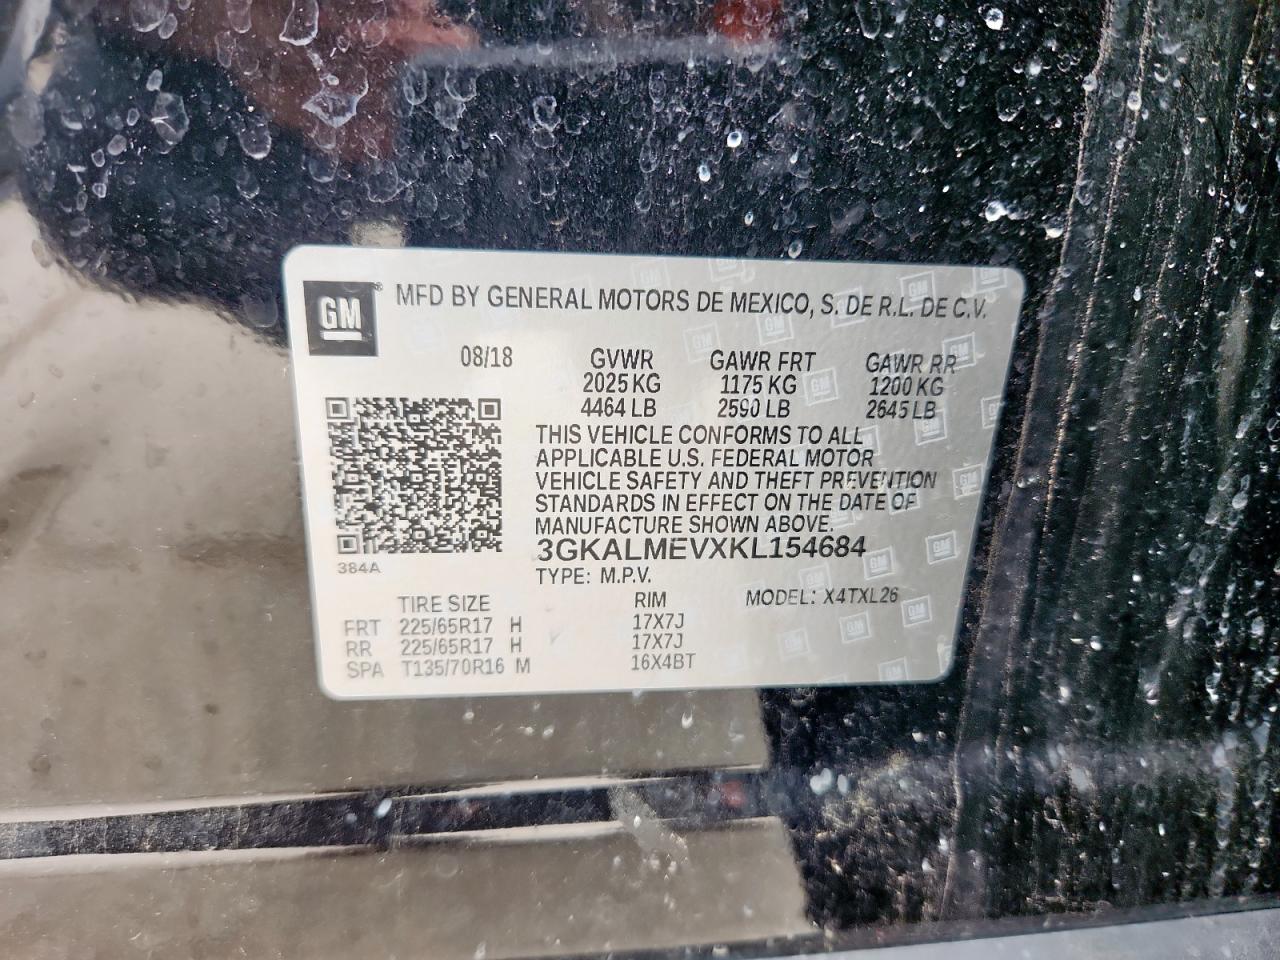 GM ® MFD BY GENERAL MOTORS DE MEXICO, S. DE R.L. DE C.V.
08/18 GVWR GAWR FRT GAWR RR
2025 KG 1175 KG 1200 KG
4464 LB 2590 LB 2645 LB
THIS VEHICLE CONFORMS TO ALL
APPLICABLE U.S. FEDERAL MOTOR
VEHICLE SAFETY AND THEFT PREVENTION
STANDARDS IN EFFECT ON THE DATE OF
MANUFACTURE SHOWN ABOVE.
3GKALMEVXKL154684
384A
TYPE: M.P.V.
TIRE SIZE RIM MODEL: X4TXL26
FRT 225/65R17 H 17X7J
RR 225/65R17 H 17X7J
SPA T135/70R16 M 16X4BT